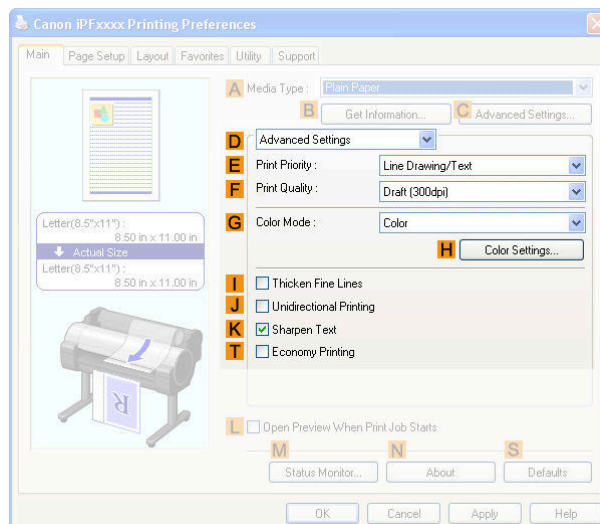 Canon iPFxxxx Printing Preferences
Main Page Setup Layout Favorites Utility Support
A Media Type : Plain Paper
B Get Information... C Advanced Settings...
D Advanced Settings
E Print Priority : Line Drawing/Text
F Print Quality : Draft (300dpi)
G Color Mode : Color
H Color Settings...
Letter(8.5"x11") :
8.50 in x 11.00 in
Actual Size
Letter(8.5"x11") :
8.50 in x 11.00 in
I Thicken Fine Lines
J Unidirectional Printing
K Sharpen Text
T Economy Printing
R
L Open Preview When Print Job Starts
M N S
Status Monitor... About Defaults
OK Cancel Apply Help